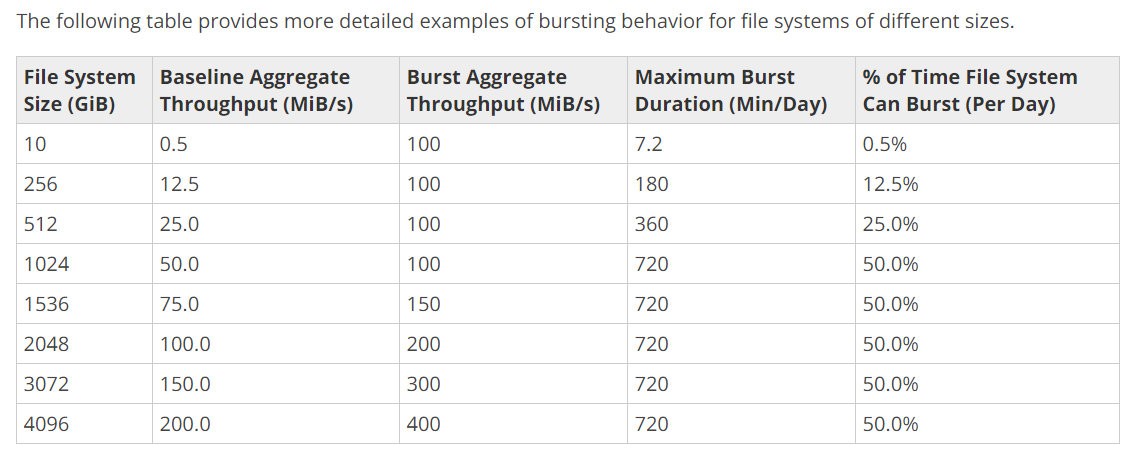 The following table provides more detailed examples of bursting behavior for file systems of different sizes.
File System Size (GiB) Baseline Aggregate Throughput (MiB/s) Burst Aggregate Throughput (MiB/s) Maximum Burst Duration (Min/Day) % of Time File System Can Burst (Per Day)
10 0.5 100 7.2 0.5%
256 12.5 100 180 12.5%
512 25.0 100 360 25.0%
1024 50.0 100 720 50.0%
1536 75.0 150 720 50.0%
2048 100.0 200 720 50.0%
3072 150.0 300 720 50.0%
4096 200.0 400 720 50.0%